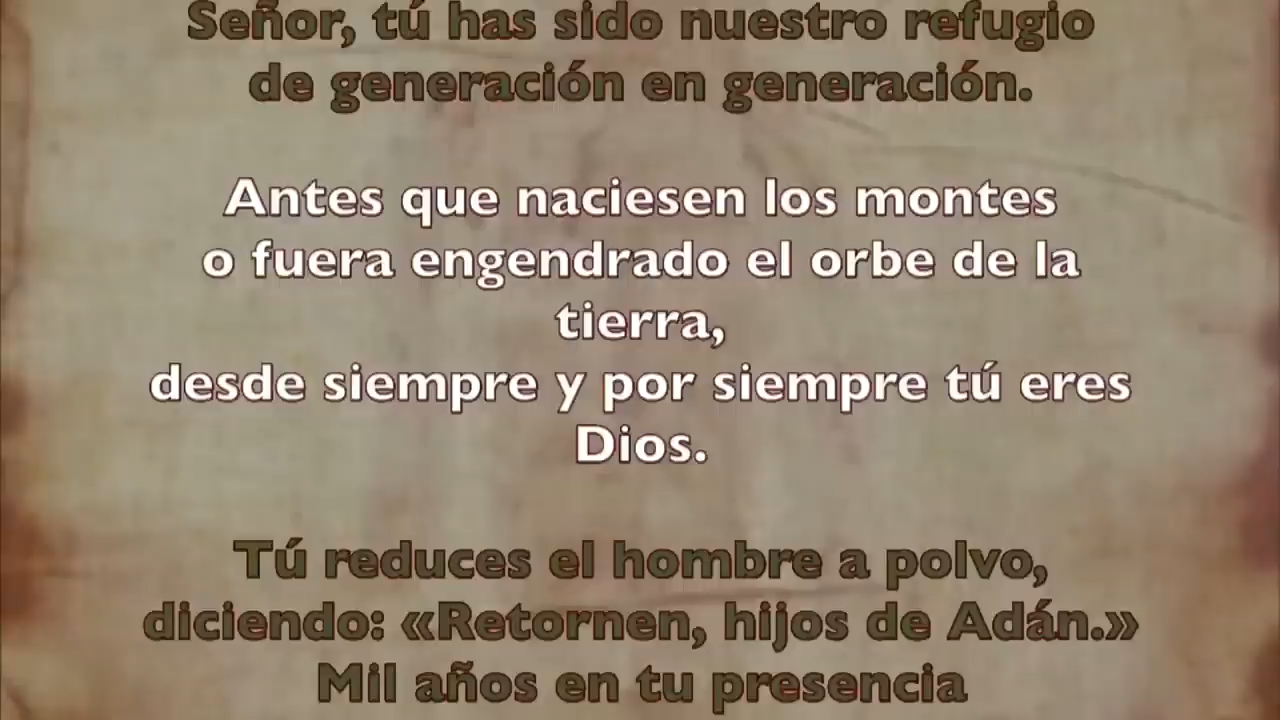 Señor, tú has sido nuestro refugio
de generación en generación.
Antes que naciesen los montes
o fuera engendrado el orbe de la
tierra,
desde siempre y por siempre tú eres
Dios.
Tú reduces el hombre a polvo,
diciendo: «Retornen, hijos de Adán.»
Mil años en tu presencia